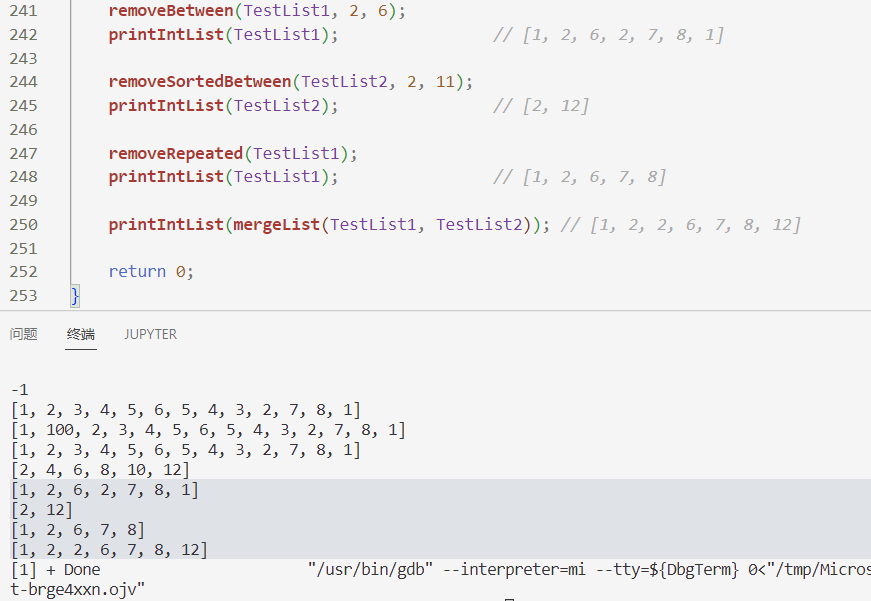 241 removeBetween(TestList1, 2, 6);
242 printIntList(TestList1); // [1, 2, 6, 2, 7, 8, 1]
243
244 removeSortedBetween(TestList2, 2, 11);
245 printIntList(TestList2); // [2, 12]
246
247 removeRepeated(TestList1);
248 printIntList(TestList1); // [1, 2, 6, 7, 8]
249
250 printIntList(mergeList(TestList1, TestList2)); // [1, 2, 2, 6, 7, 8, 12]
251
252 return 0;
253 }
问题 终端 JUPYTER
-1
[1, 2, 3, 4, 5, 6, 5, 4, 3, 2, 7, 8, 1]
[1, 100, 2, 3, 4, 5, 6, 5, 4, 3, 2, 7, 8, 1]
[1, 2, 3, 4, 5, 6, 5, 4, 3, 2, 7, 8, 1]
[2, 4, 6, 8, 10, 12]
[1, 2, 6, 2, 7, 8, 1]
[2, 12]
[1, 2, 6, 7, 8]
[1, 2, 2, 6, 7, 8, 12]
[1] + Done "/usr/bin/gdb" --interpreter=mi --tty=${DbgTerm} 0<"/tmp/Micros
t-brge4xxn.ojv"